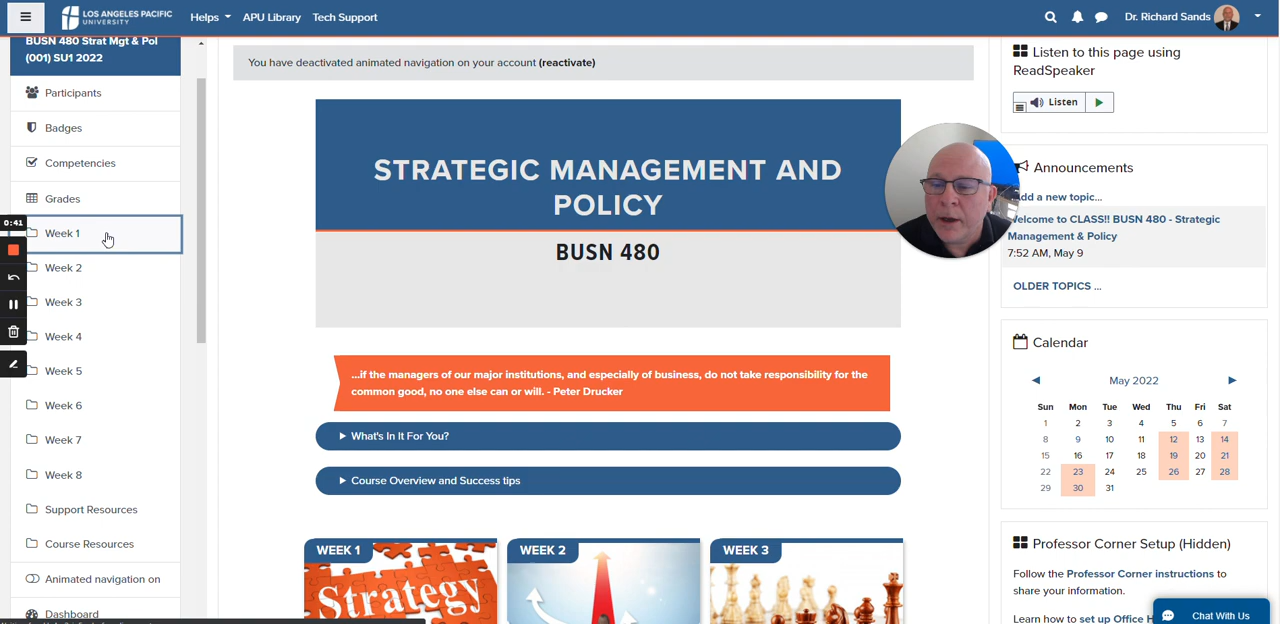 LOS ANGELES PACIFIC
UNIVERSITY
Helps
APU Library
Tech Support
Dr. Richard Sands
BUSN 480 Strat Mgt & Pol
(001) SU1 2022
Participants
Badges
Competencies
Grades
0:41
Week 1
Week 2
Week 3
Week 4
Week 5
Week 6
Week 7
Week 8
Support Resources
Course Resources
Animated navigation on
Dashboard
You have deactivated animated navigation on your account (reactivate)
STRATEGIC MANAGEMENT AND
POLICY
BUSN 480
...if the managers of our major institutions, and especially of business, do not take responsibility for the
common good, no one else can or will. - Peter Drucker
What's In It For You?
Course Overview and Success tips
WEEK 1
Strategy
WEEK 2
WEEK 3
Listen to this page using
ReadSpeaker
Listen
Announcements
a new topic...
to CLASS!! BUSN 480 - Strategic
Management & Policy
7:52 AM, May 9
OLDER TOPICS ...
Calendar
May 2022
Sun Mon Tue Wed Thu Fri Sat
1 2 3 4 5 6 7
8 9 10 11 12 13 14
15 16 17 18 19 20 21
22 23 24 25 26 27 28
29 30 31
Professor Corner Setup (Hidden)
Follow the Professor Corner instructions to
share your information.
Learn how to set up Office
Chat With Us